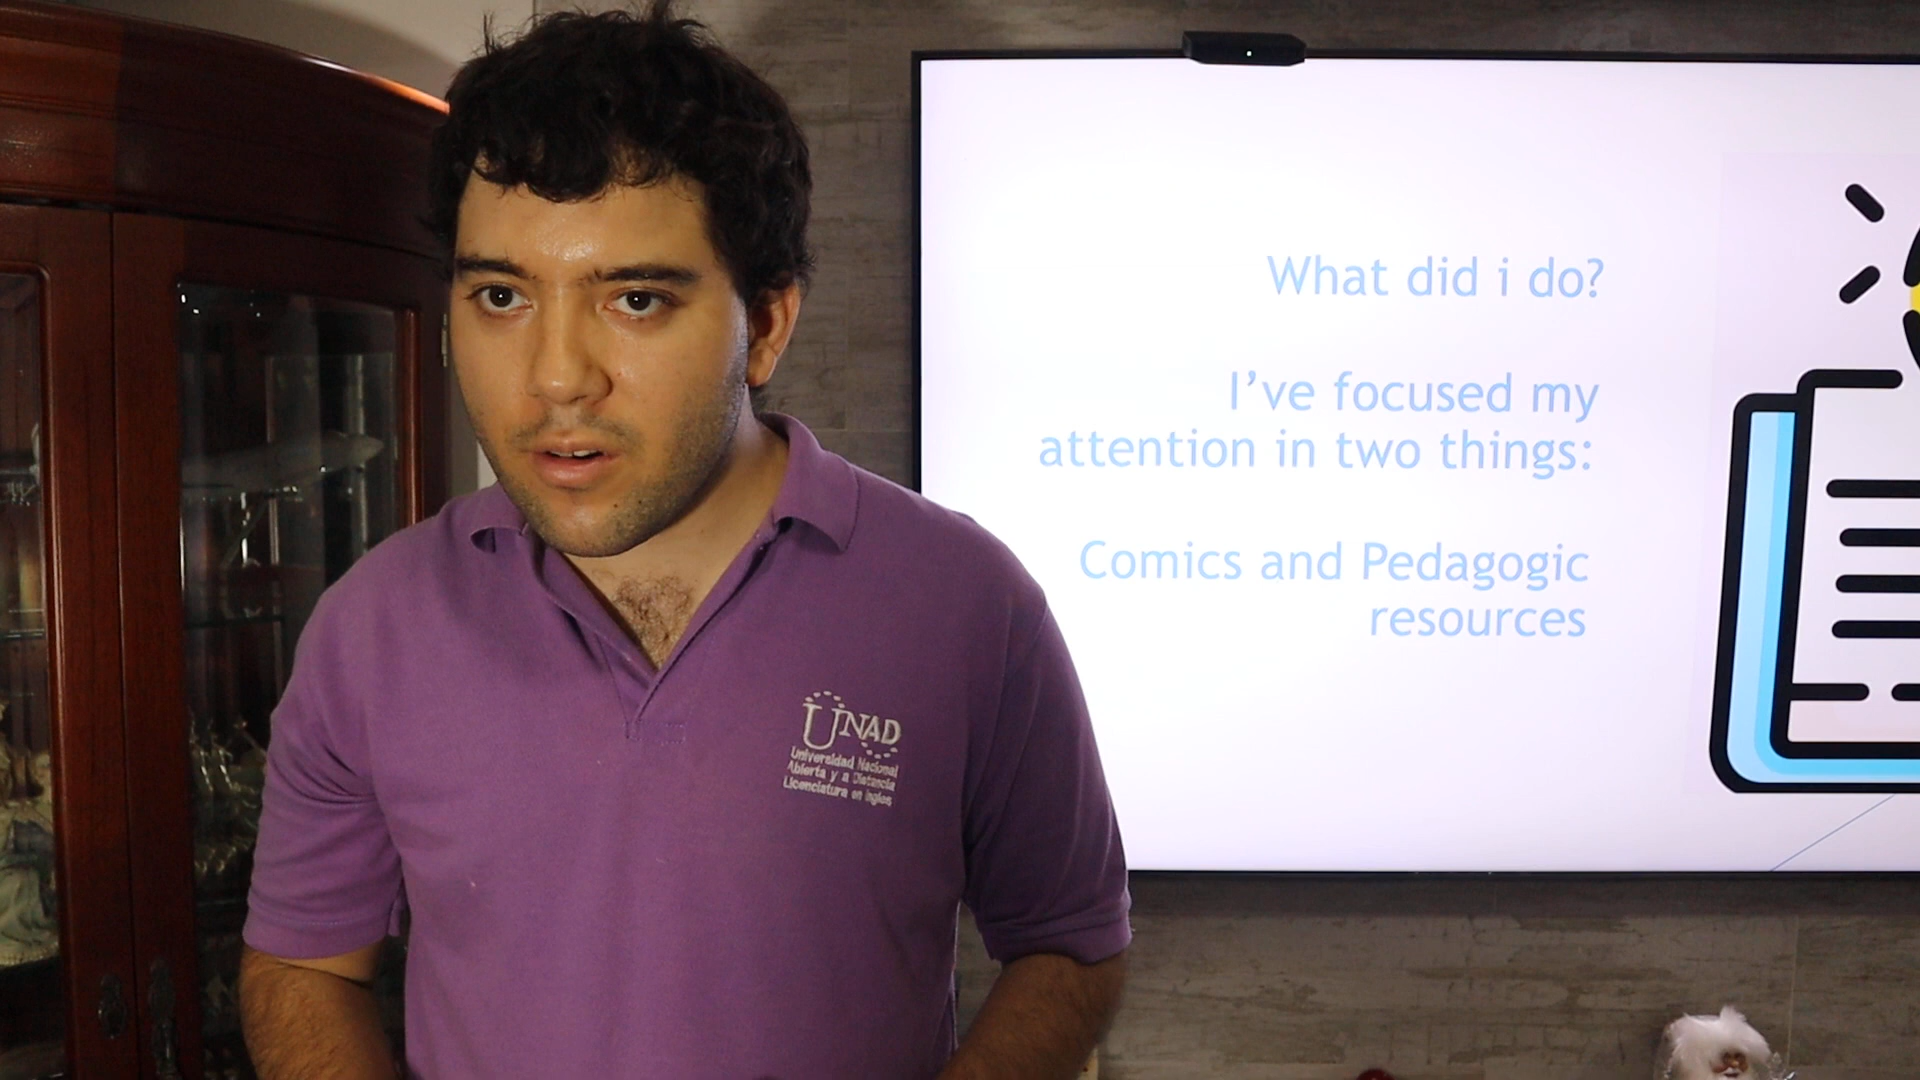 What did i do?
I’ve focused my
attention in two things:
Comics and Pedagogic
resources
UNAD
Universidad Nacional
Abierta y a Distancia
Licenciatura en Ingles